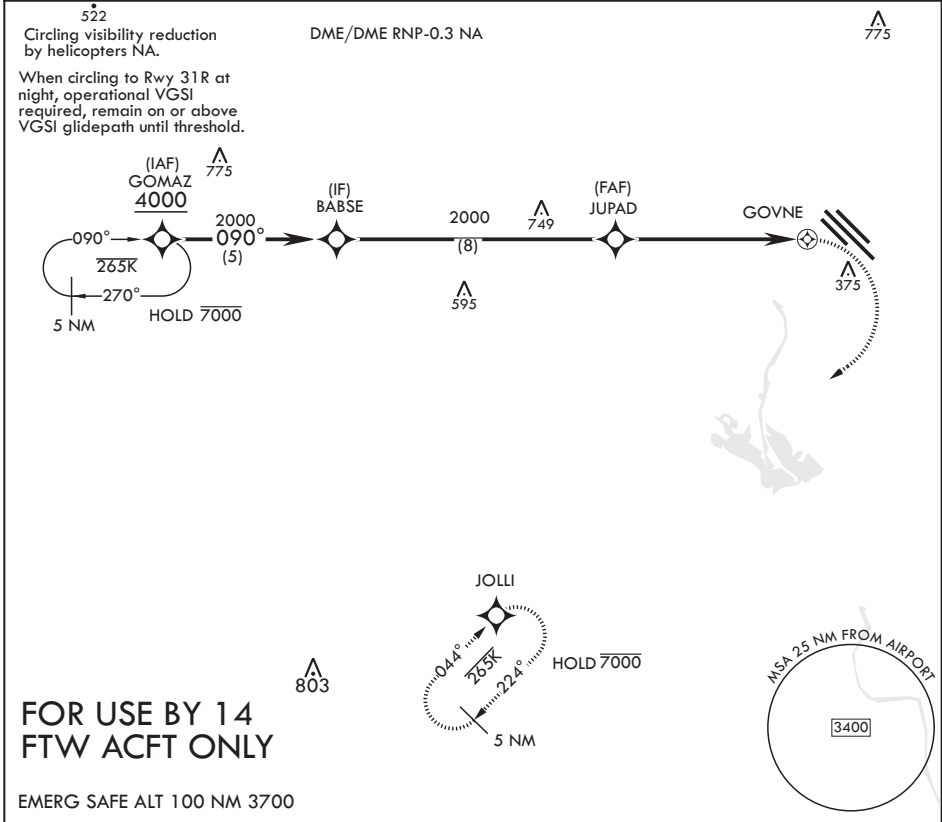 522
Circling visibility reduction
by helicopters NA.
When circling to Rwy 31R at
night, operational VGSI
required, remain on or above
VGSI glidepath until threshold.
DME/DME RNP-0.3 NA
775
(IAF)
GOMAZ
4000
775
090°
265K
270°
5 NM
HOLD 7000
2000
090°
(5)
(IF)
BABSE
2000
(8)
749
595
(FAF)
JUPAD
GOVNE
375
JOLLI
044°
265K
224°
HOLD 7000
5 NM
803
MSA 25 NM FROM AIRPORT
3400
FOR USE BY 14
FTW ACFT ONLY
EMERG SAFE ALT 100 NM 3700